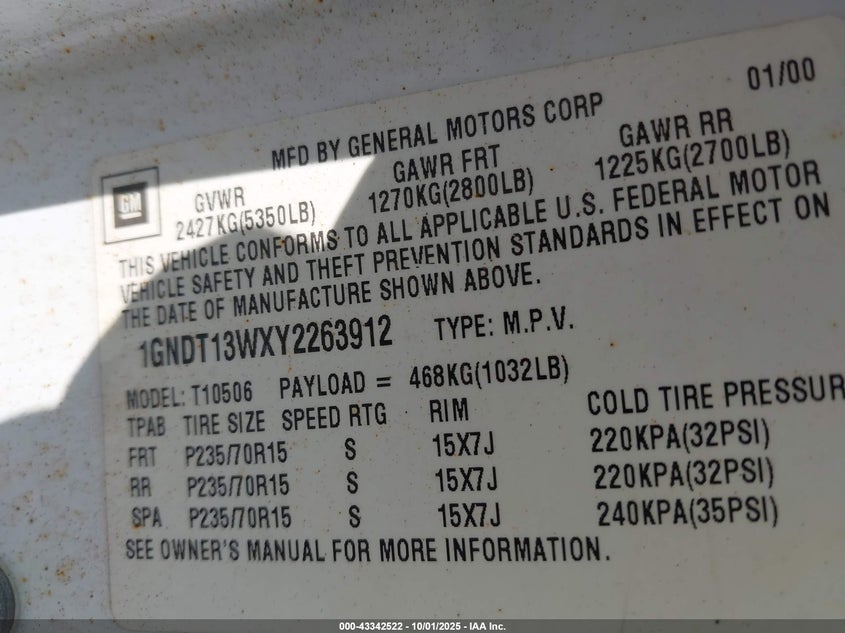 01/00
MFD BY GENERAL MOTORS CORP
GM
GVWR GAWR FRT GAWR RR
2427KG(5350LB) 1270KG(2800LB) 1225KG(2700LB)
THIS VEHICLE CONFORMS TO ALL APPLICABLE U.S. FEDERAL MOTOR
VEHICLE SAFETY AND THEFT PREVENTION STANDARDS IN EFFECT ON
THE DATE OF MANUFACTURE SHOWN ABOVE.
1GNDT13WXY2263912 TYPE: M.P.V.
MODEL: T10506 PAYLOAD = 468KG(1032LB)
TPAB TIRE SIZE SPEED RTG RIM COLD TIRE PRESSUR
FRT P235/70R15 S 15X7J 220KPA(32PSI)
RR P235/70R15 S 15X7J 220KPA(32PSI)
SPA P235/70R15 S 15X7J 240KPA(35PSI)
SEE OWNER'S MANUAL FOR MORE INFORMATION.
000-43342522 - 10/01/2025 - IAA Inc.